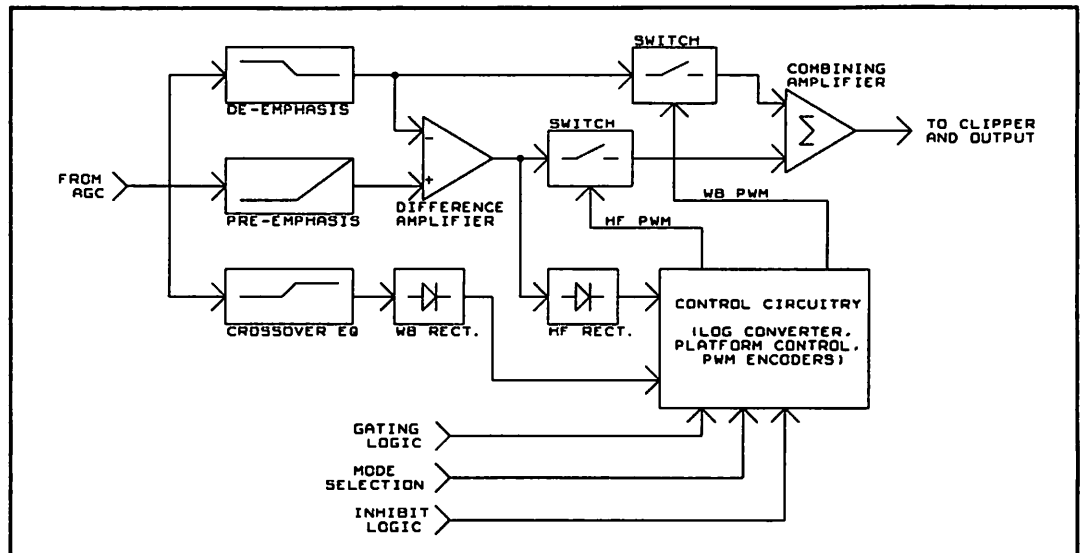 SWITCH
COMBINING
AMPLIFIER
DE-EMPHASIS
SWITCH
-
Σ
TO CLIPPER
AND OUTPUT
FROM
AGC
+
PRE-EMPHASIS
DIFFERENCE
AMPLIFIER
WB PWM
HF PWM
CROSSOVER EQ
WB RECT.
HF RECT.
CONTROL CIRCUITRY
(LOG CONVERTER,
PLATFORM CONTROL,
PWM ENCODERS)
GATING
LOGIC
MODE
SELECTION
INHIBIT
LOGIC